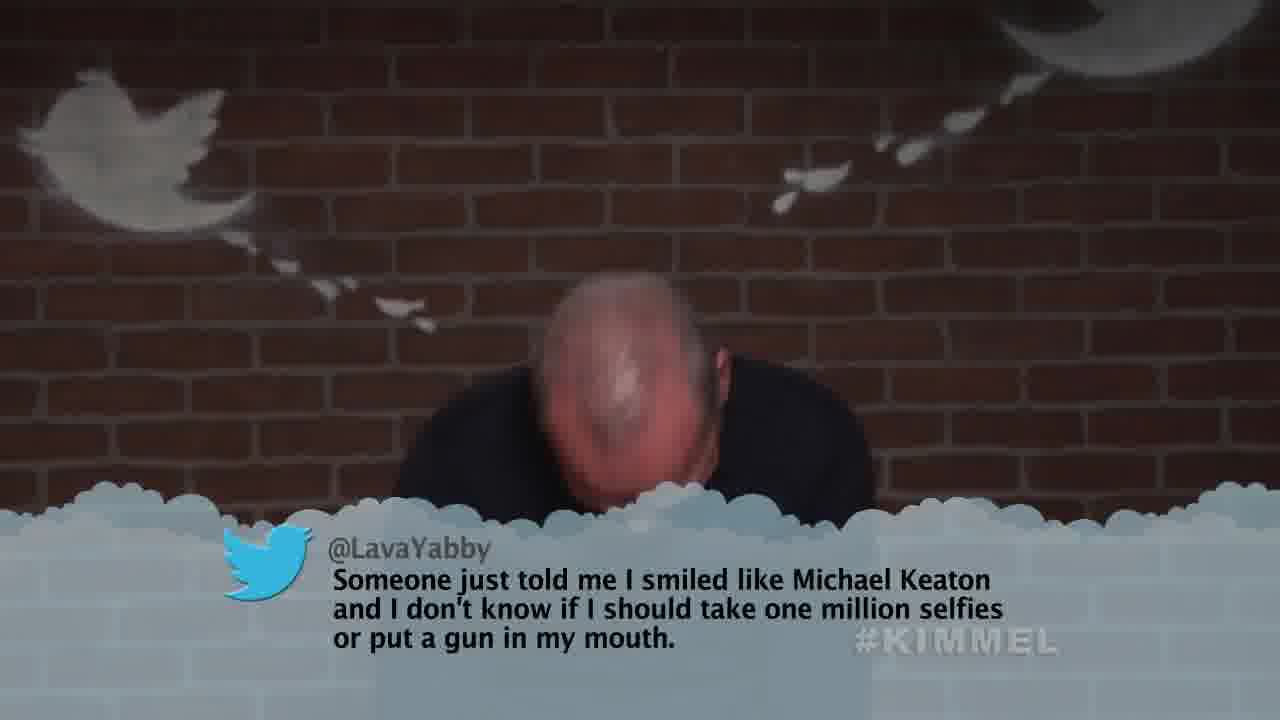 @LavaYabby
Someone just told me I smiled like Michael Keaton
and I don't know if I should take one million selfies
or put a gun in my mouth.
#KIMMEL